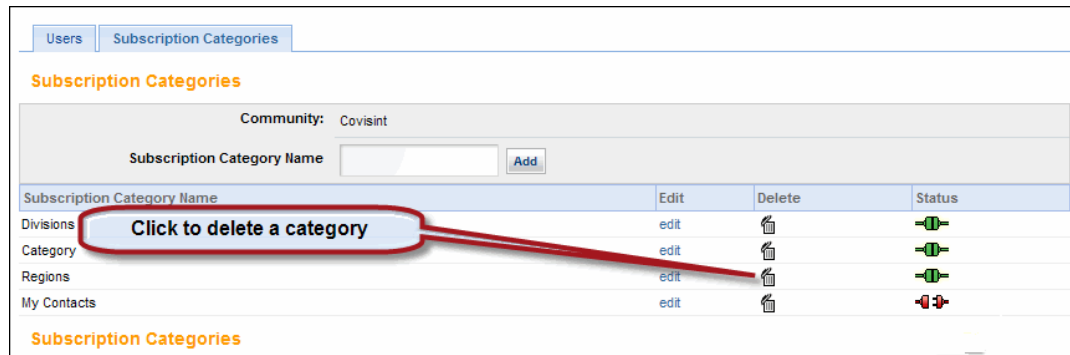 Users Subscription Categories
Subscription Categories
Community: Covisint
Subscription Category Name Add
Subscription Category Name Edit Delete Status
Divisions edit
Click to delete a category
Category edit
Regions edit
My Contacts edit
Subscription Categories